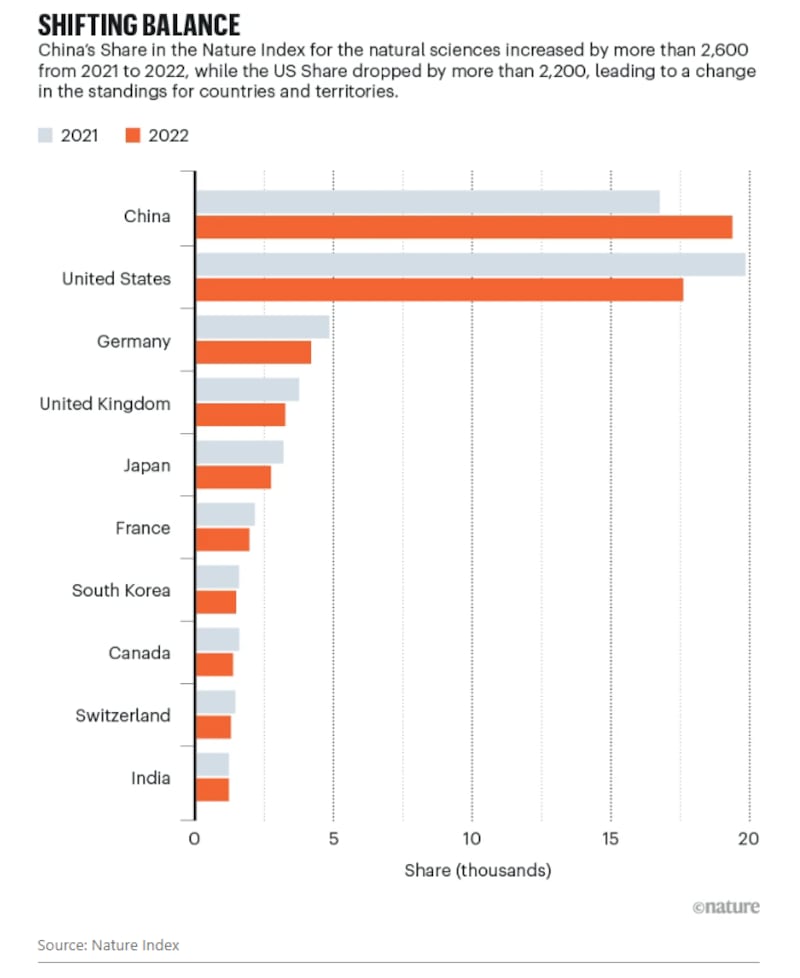 SHIFTING BALANCE
China's Share in the Nature Index for the natural sciences increased by more than 2,600
from 2021 to 2022, while the US Share dropped by more than 2,200, leading to a change
in the standings for countries and territories.
2021 2022
China
United States
Germany
United Kingdom
Japan
France
South Korea
Canada
Switzerland
India
0 5 10 15 20
Share (thousands)
©nature
Source: Nature Index